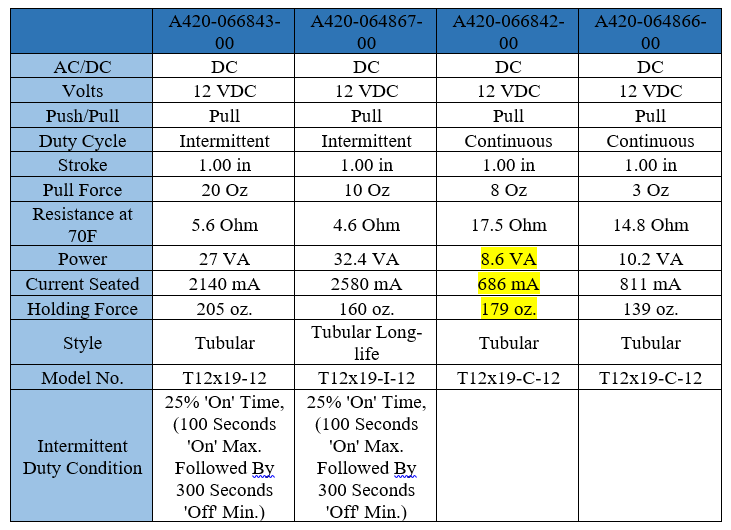 A420-066843-00 A420-064867-00 A420-066842-00 A420-064866-00
AC/DC DC DC DC DC
Volts 12 VDC 12 VDC 12 VDC 12 VDC
Push/Pull Pull Pull Pull Pull
Duty Cycle Intermittent Intermittent Continuous Continuous
Stroke 1.00 in 1.00 in 1.00 in 1.00 in
Pull Force 20 Oz 10 Oz 8 Oz 3 Oz
Resistance at 70F 5.6 Ohm 4.6 Ohm 17.5 Ohm 14.8 Ohm
Power 27 VA 32.4 VA 8.6 VA 10.2 VA
Current Seated 2140 mA 2580 mA 686 mA 811 mA
Holding Force 205 oz. 160 oz. 179 oz. 139 oz.
Style Tubular Tubular Long-life Tubular Tubular
Model No. T12x19-12 T12x19-I-12 T12x19-C-12 T12x19-C-12
Intermittent Duty Condition 25% 'On' Time, (100 Seconds 'On' Max. Followed By 300 Seconds 'Off' Min.) 25% 'On' Time, (100 Seconds 'On' Max. Followed By 300 Seconds 'Off' Min.)